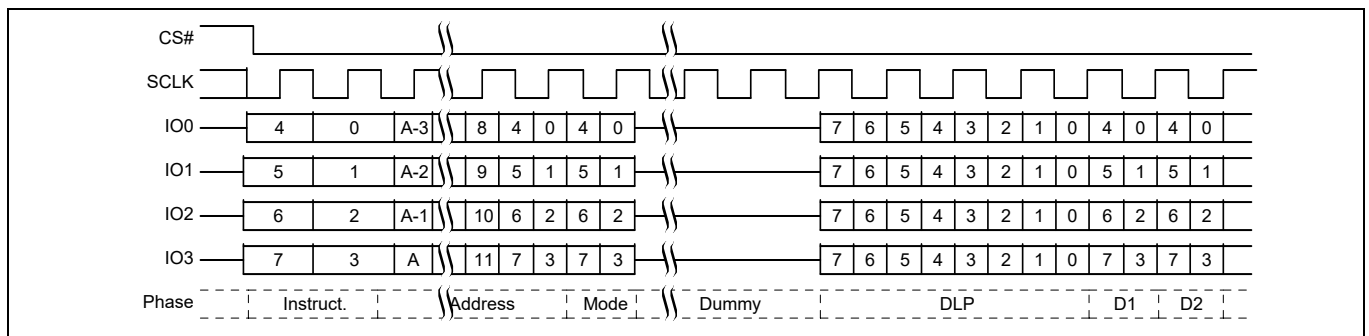 CS#
SCLK
IO0 4 0 A-3 8 4 0 4 0 7 6 5 4 3 2 1 0 4 0 4 0
IO1 5 1 A-2 9 5 1 5 1 7 6 5 4 3 2 1 0 5 1 5 1
IO2 6 2 A-1 10 6 2 6 2 7 6 5 4 3 2 1 0 6 2 6 2
IO3 7 3 A 11 7 3 7 3 7 6 5 4 3 2 1 0 7 3 7 3
Phase Instruct. Address Mode Dummy DLP D1 D2